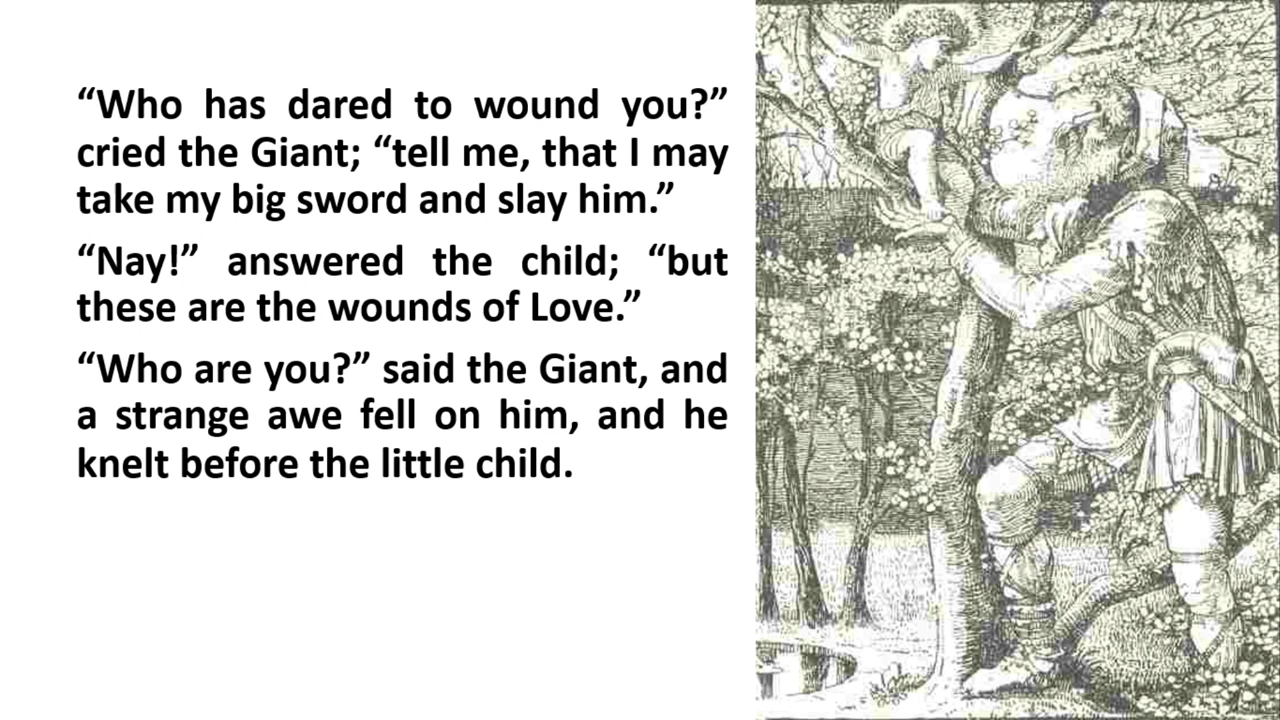 “Who has dared to wound you?”
cried the Giant; “tell me, that I may
take my big sword and slay him.”
“Nay!” answered the child; “but
these are the wounds of Love.”
“Who are you?” said the Giant, and
a strange awe fell on him, and he
knelt before the little child.